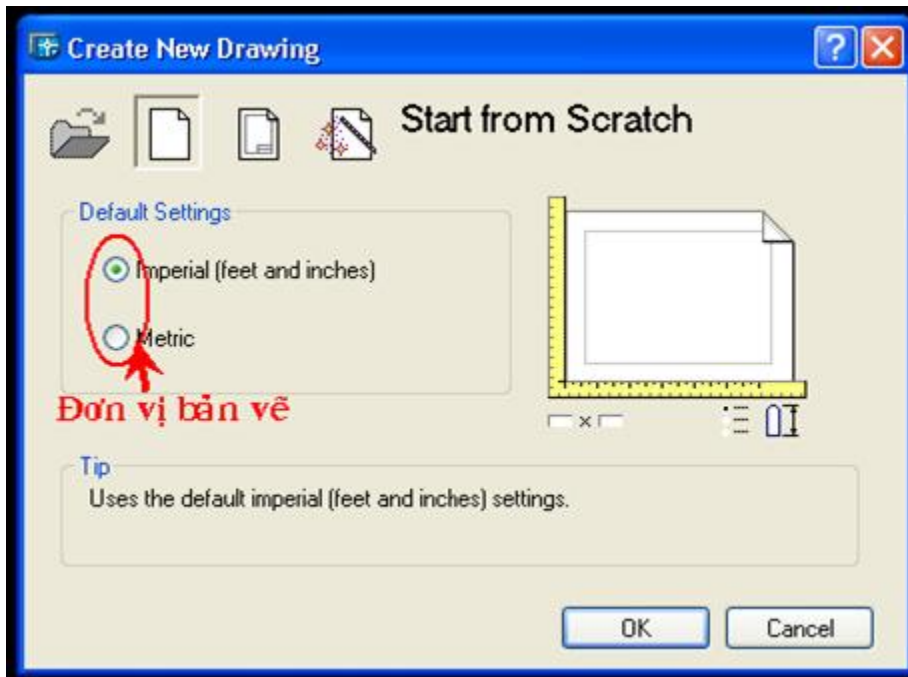 Create New Drawing
Start from Scratch
Default Settings
Imperial (feet and inches)
Metric
Đơn vị bản vẽ
Tip
Uses the default imperial (feet and inches) settings.
OK
Cancel